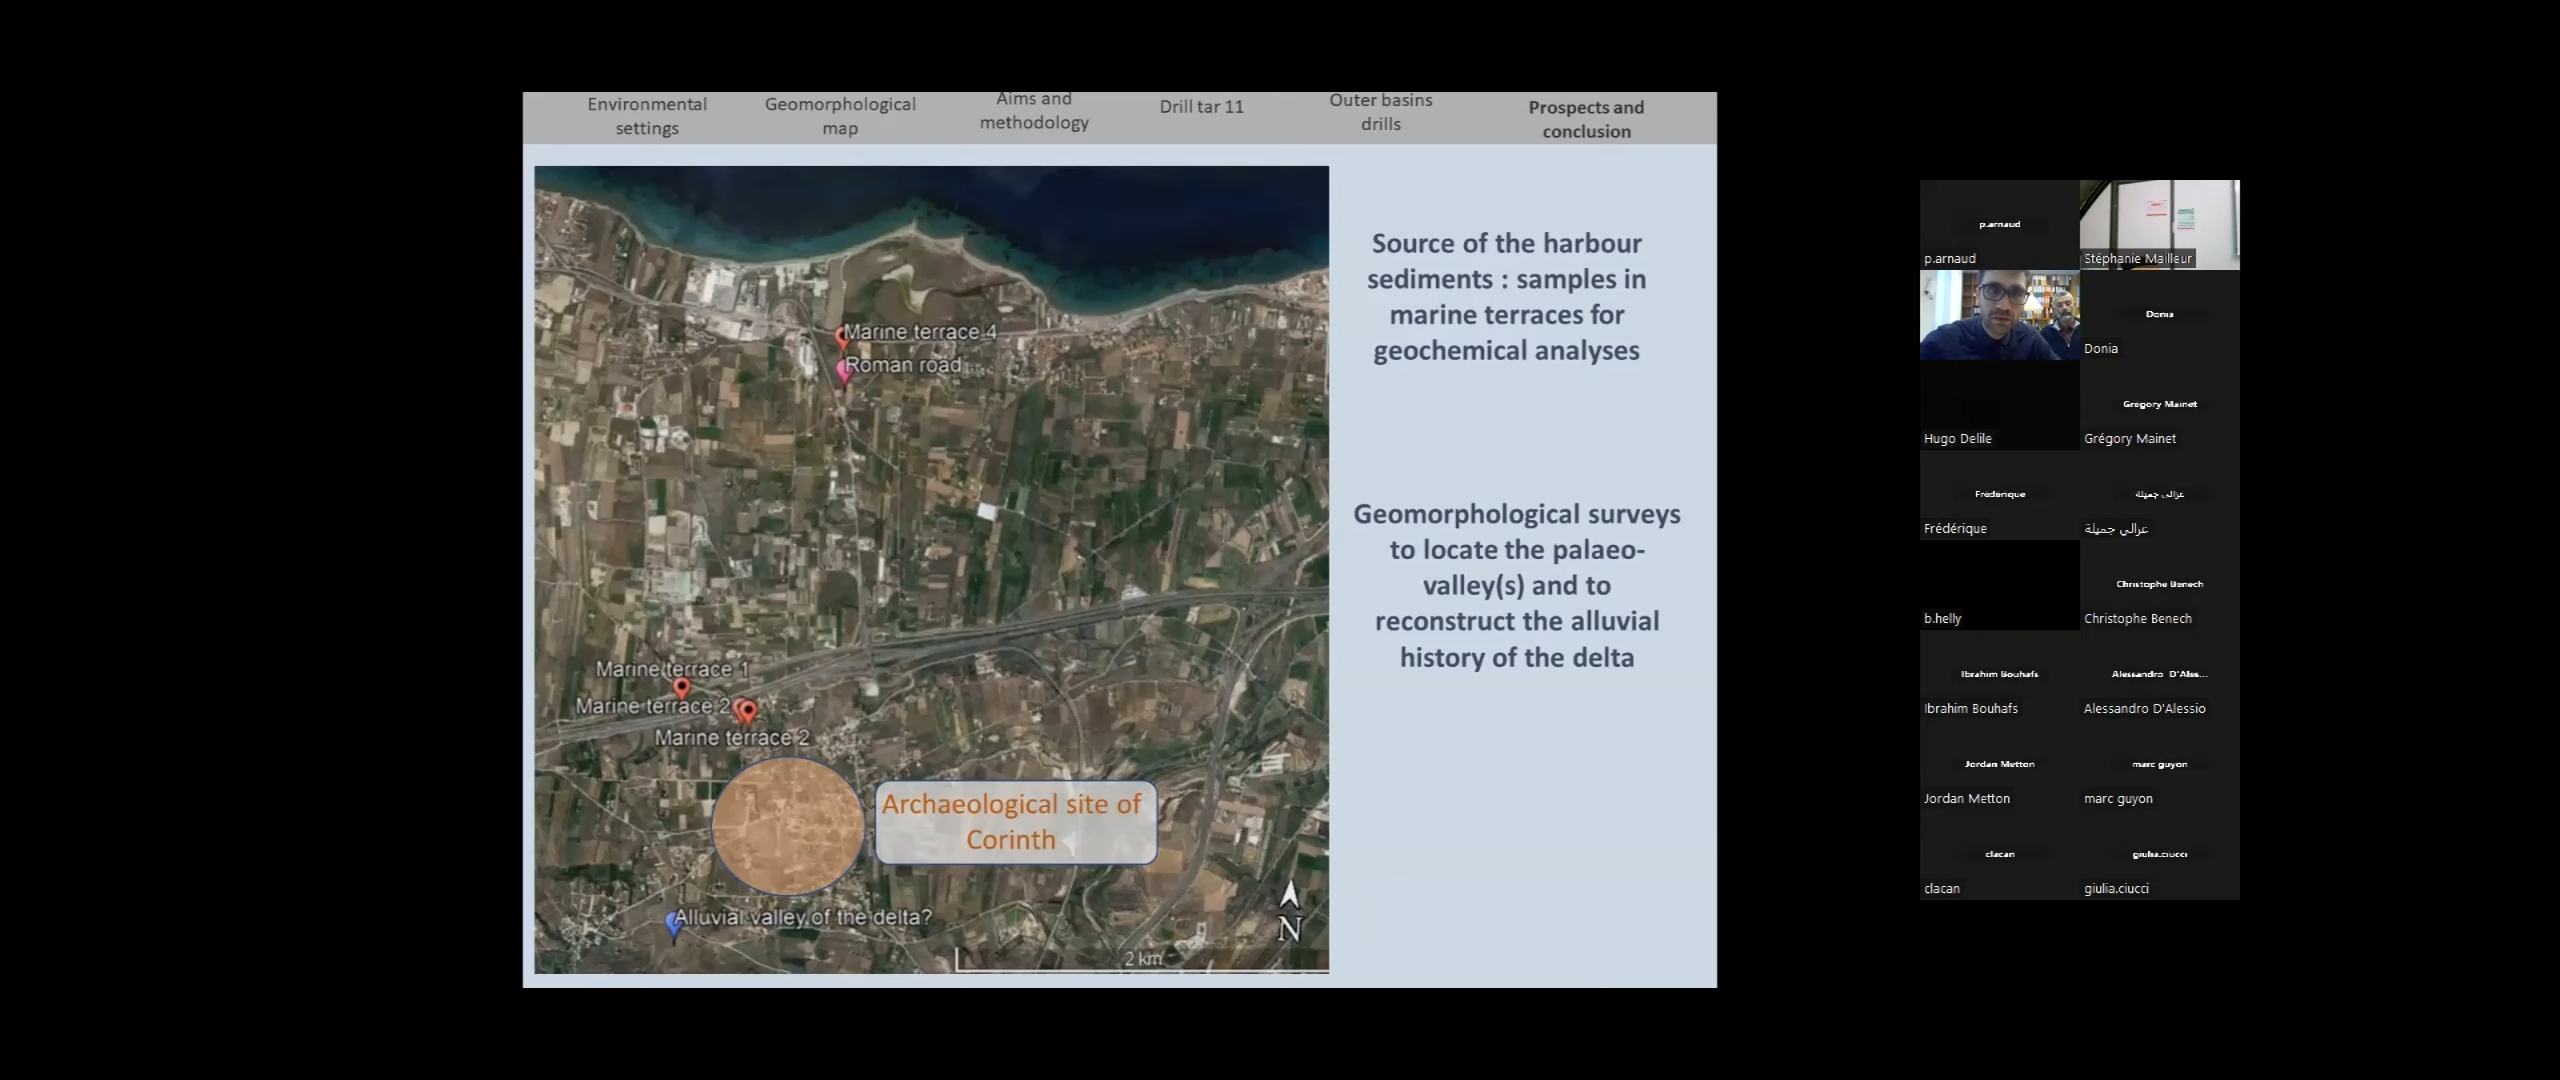 Environmental
settings
Geomorphological
map
Aims and
methodology
Drill tar 11
Outer basins
drills
Prospects and
conclusion
Marine terrace 4
Roman road
Marine terrace 1
Marine terrace 2
Marine terrace 2
Archaeological site of
Corinth
Alluvial valley of the delta?
N
2 km
Source of the harbour
sediments : samples in
marine terraces for
geochemical analyses
Geomorphological surveys
to locate the palaeo-
valley(s) and to
reconstruct the alluvial
history of the delta
p.arnaud
p.arnaud
Stéphanie Mailleur
Donia
Donia
Hugo Delile
Grégory Mainet
Grégory Mainet
Frédérique
Frédérique
عزالي جميلة
عزالي جميلة
b.helly
Christophe Benech
Christophe Benech
Ibrahim Bouhafs
Ibrahim Bouhafs
Alessandro D'Ales...
Alessandro D'Alessio
Jordan Metton
Jordan Metton
marc guyon
marc guyon
clacan
clacan
giulia.ciucci
giulia.ciucci